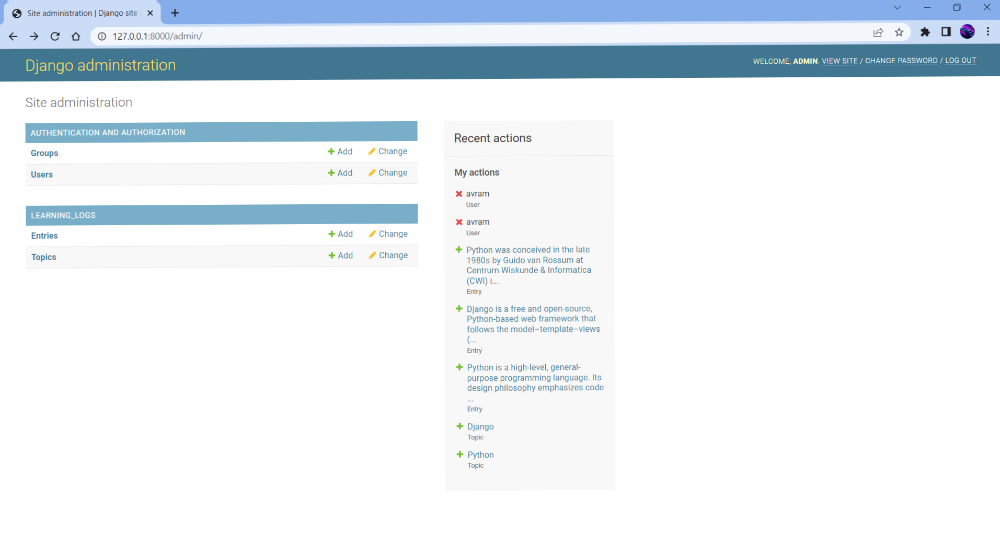 Site administration | Django site
127.0.0.1:8000/admin/
Django administration
WELCOME, ADMIN. VIEW SITE / CHANGE PASSWORD / LOG OUT
Site administration
AUTHENTICATION AND AUTHORIZATION
Groups Add Change
Users Add Change
LEARNING_LOGS
Entries Add Change
Topics Add Change
Recent actions
My actions
avram
User
avram
User
Python was conceived in the late
1980s by Guido van Rossum at
Centrum Wiskunde & Informatica
(CWI) i...
Entry
Django is a free and open-source,
Python-based web framework that
follows the model–template–views
(...
Entry
Python is a high-level, general-
purpose programming language. Its
design philosophy emphasizes code
...
Entry
Django
Topic
Python
Topic